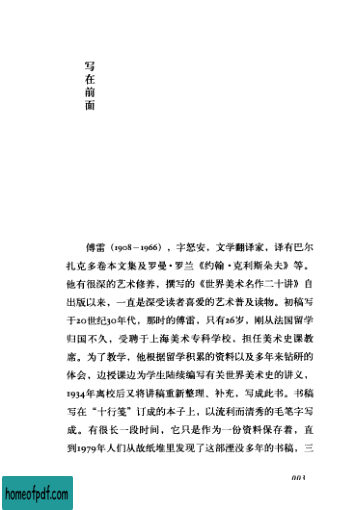 写在前面
傅雷（1908－1966），字怒安，文学翻译家，译有巴尔
扎克多卷本文集及罗曼·罗兰《约翰·克利斯朵夫》等。
他有很深的艺术修养，撰写的《世界美术名作二十讲》自
出版以来，一直是深受读者喜爱的艺术普及读物。初稿写
于20世纪30年代，那时的傅雷，只有26岁，刚从法国留学
归国不久，受聘于上海美术专科学校，担任美术史课教
席。为了教学，他根据留学积累的资料以及多年来钻研的
体会，边授课边为学生陆续编写有关世界美术史的讲义，
1934年离校后又将讲稿重新整理、补充，写成此书。书稿
写在“十行笺”订成的本子上，以流利而清秀的毛笔字写
成。有很长一段时间，它只是作为一份资料保存着，直
到1979年人们从故纸堆里发现了这部湮没多年的书稿，三
003
homeofpdf.com